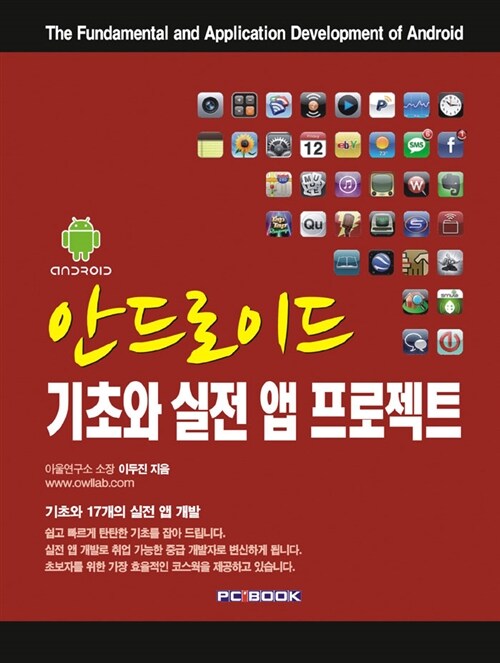 The Fundamental and Application Development of Android
12
SMS
Qu
ANDROID
안드로이드
기초와 실전 앱 프로젝트
아울연구소 소장 이두진 지음
www.owllab.com
기초와 17개의 실전 앱 개발
쉽고 빠르게 탄탄한 기초를 잡아 드립니다.
실전 앱 개발로 취업 가능한 중급 개발자로 변신하게 됩니다.
초보자를 위한 가장 효율적인 코스웍을 제공하고 있습니다.
PC BOOK